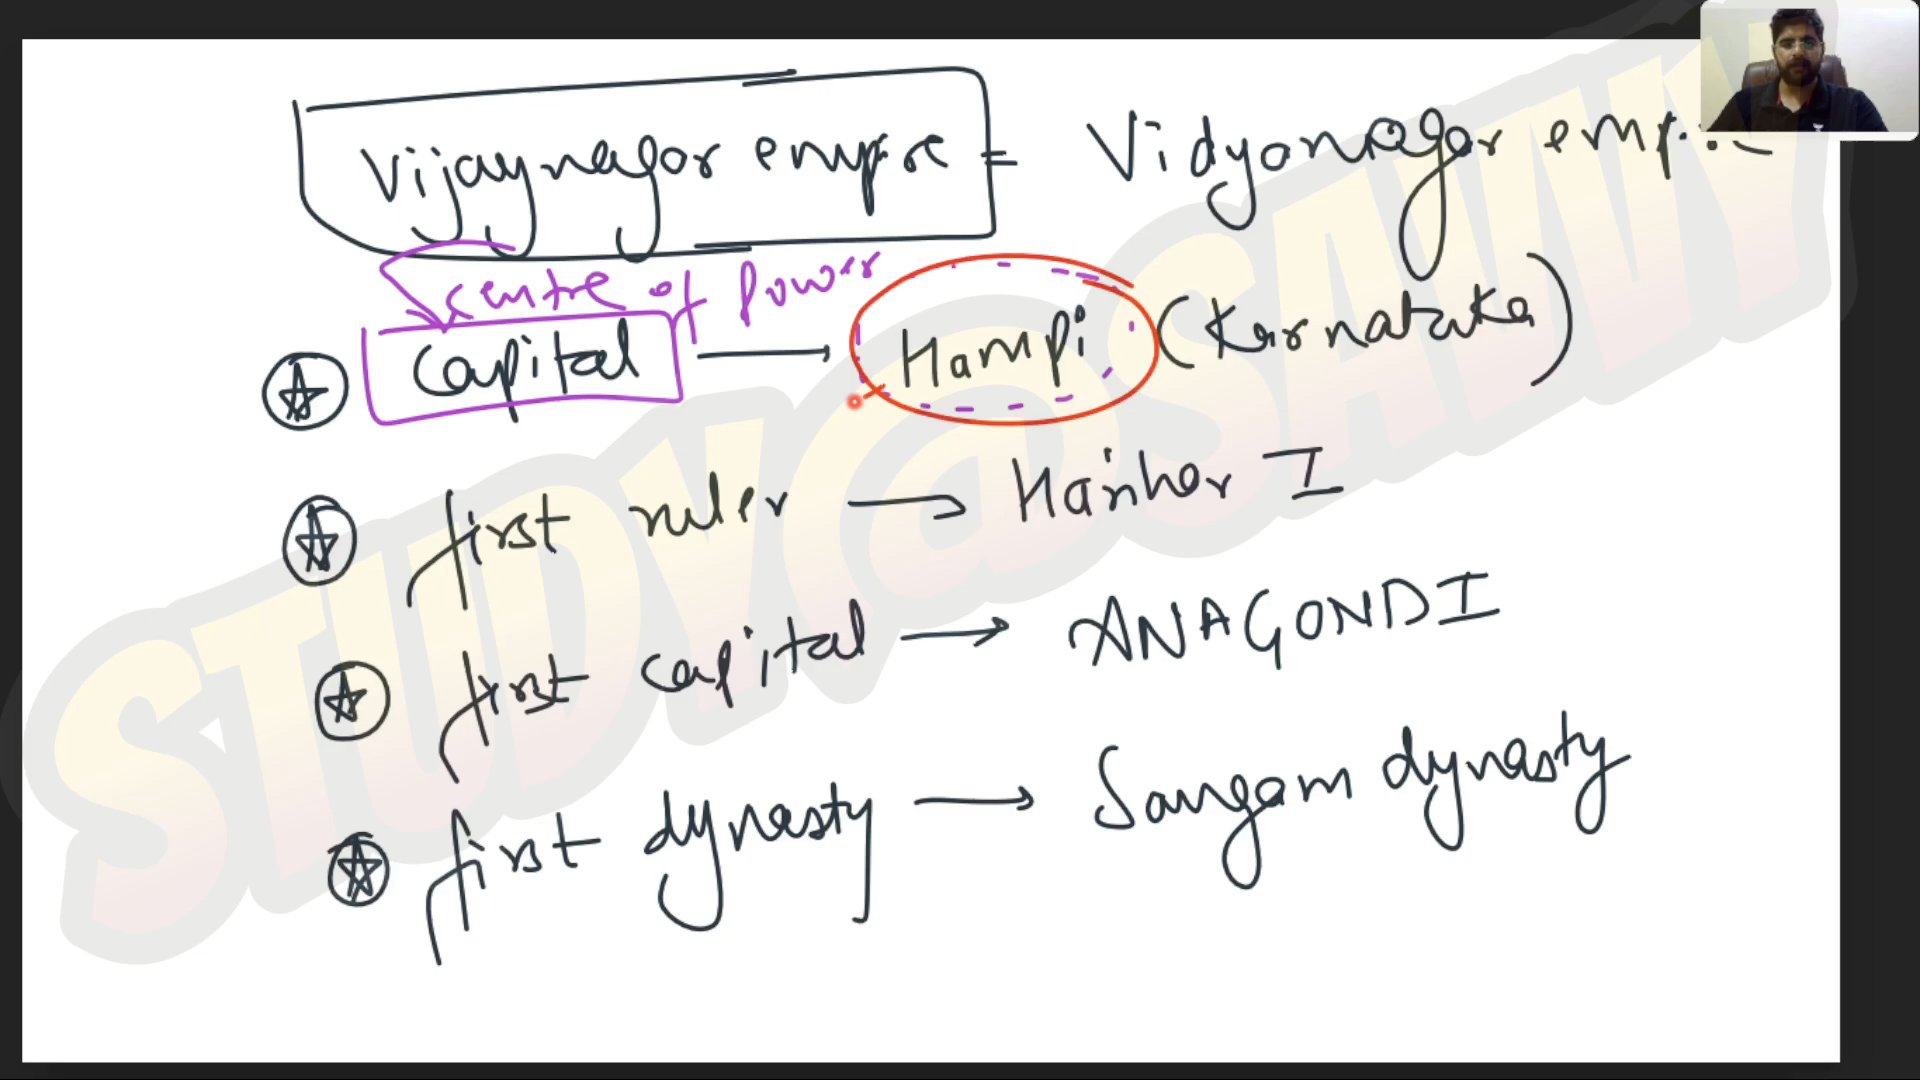 Vijaynagar empire = Vidyanagar empire
centre of power
Capital → Hampi (Karnataka)
first ruler → Harihar I
first capital → ANAGONDI
first dynasty → Sangam dynasty
STUDY@SAVVY